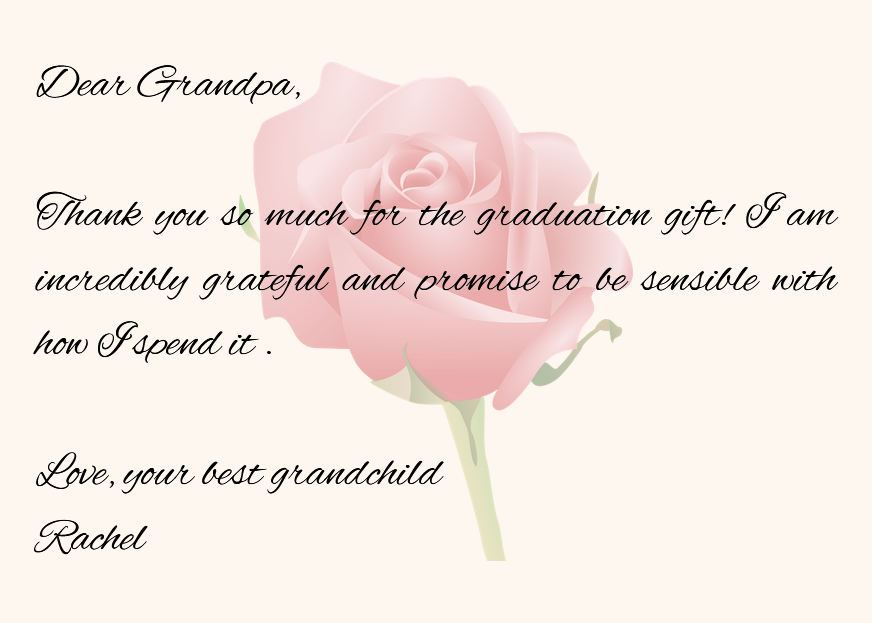 Dear Grandpa,
Thank you so much for the graduation gift! I am
incredibly grateful and promise to be sensible with
how I spend it .
Love, your best grandchild
Rachel